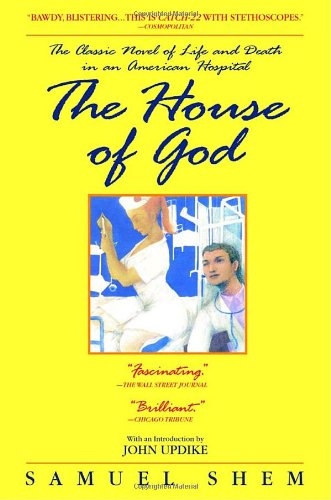 "BAWDY, BLISTERING...THIS IS CATCH-22 WITH STETHOSCOPES."
—COSMOPOLITAN
The Classic Novel of Life and Death
in an American Hospital
The House
of God
"Fascinating."
—THE WALL STREET JOURNAL
"Brilliant."
—CHICAGO TRIBUNE
With an Introduction by
JOHN UPDIKE
SAMUEL SHEM
Copyrighted Material